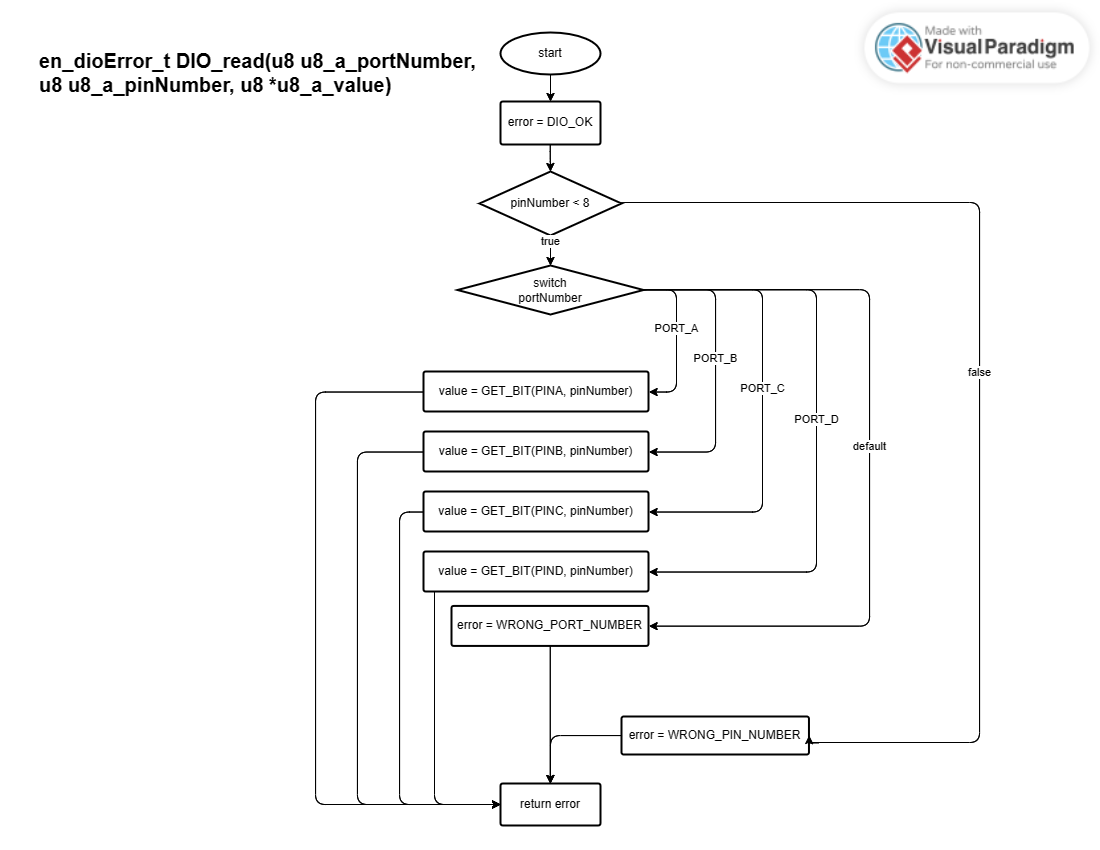 en_dioError_t DIO_read(u8 u8_a_portNumber,
u8 u8_a_pinNumber, u8 *u8_a_value)
Made with
Visual Paradigm
For non-commercial use
start
error = DIO_OK
pinNumber < 8
true
switch
portNumber
PORT_A
PORT_B
PORT_C
PORT_D
default
false
value = GET_BIT(PINA, pinNumber)
value = GET_BIT(PINB, pinNumber)
value = GET_BIT(PINC, pinNumber)
value = GET_BIT(PIND, pinNumber)
error = WRONG_PORT_NUMBER
error = WRONG_PIN_NUMBER
return error